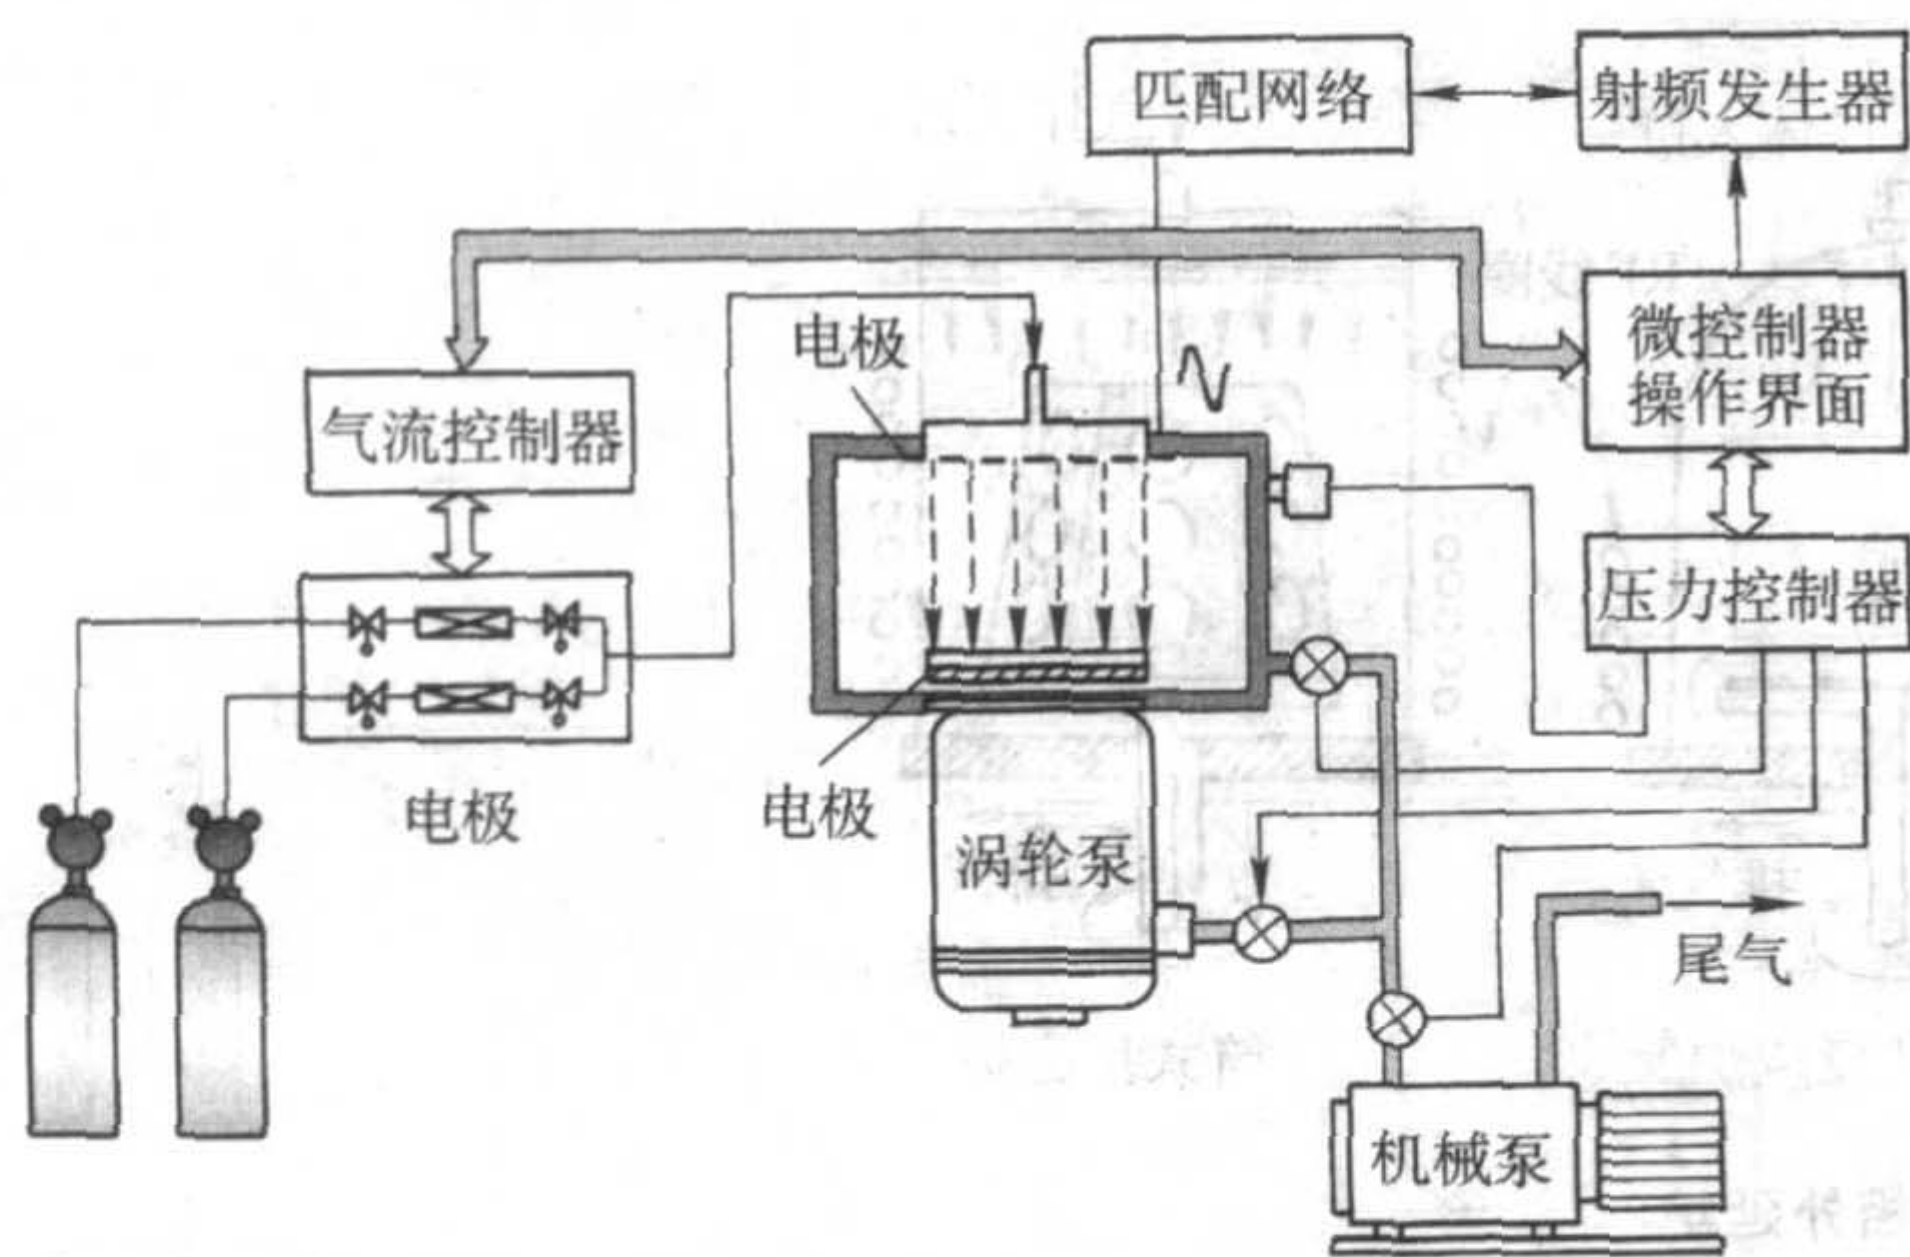 匹配网络
射频发生器
电极
微控制器
操作界面
气流控制器
压力控制器
电极
电极
涡轮泵
尾气
机械泵